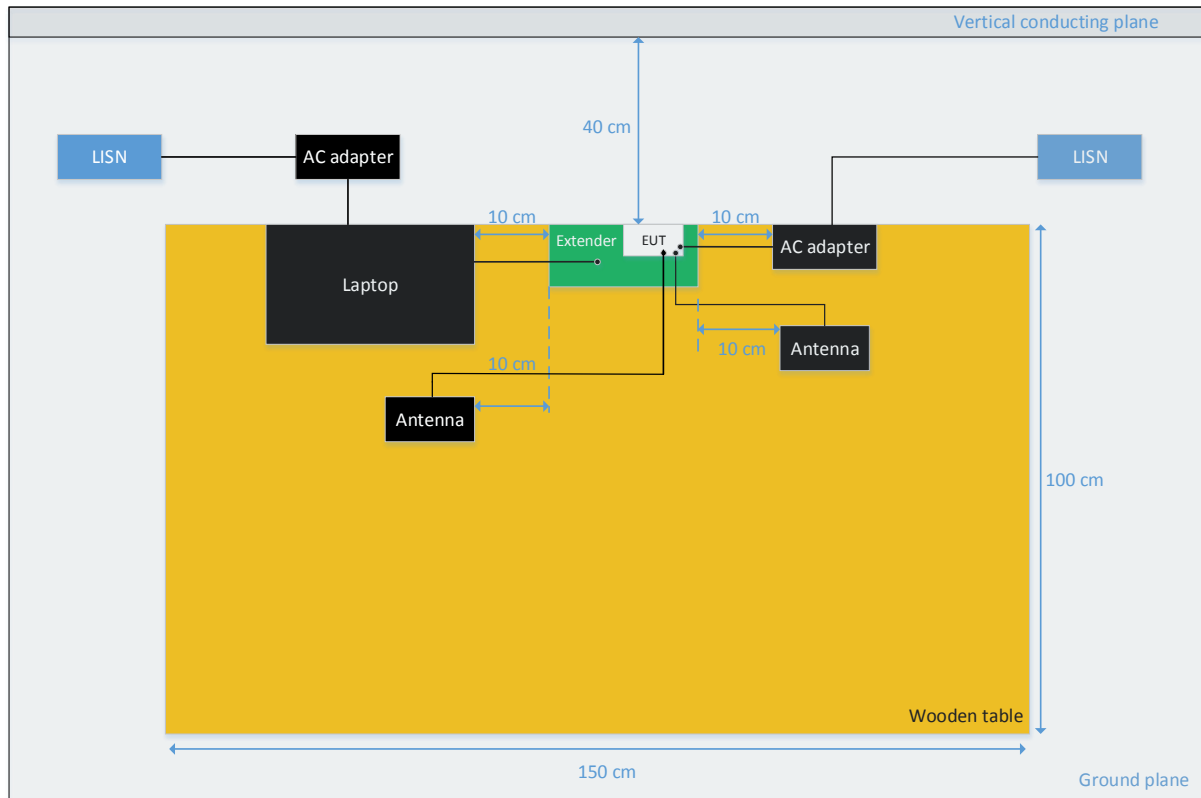 Vertical conducting plane
40 cm
LISN
AC adapter
LISN
10 cm
10 cm
Extender
EUT
AC adapter
Laptop
10 cm
Antenna
10 cm
Antenna
100 cm
Wooden table
150 cm
Ground plane